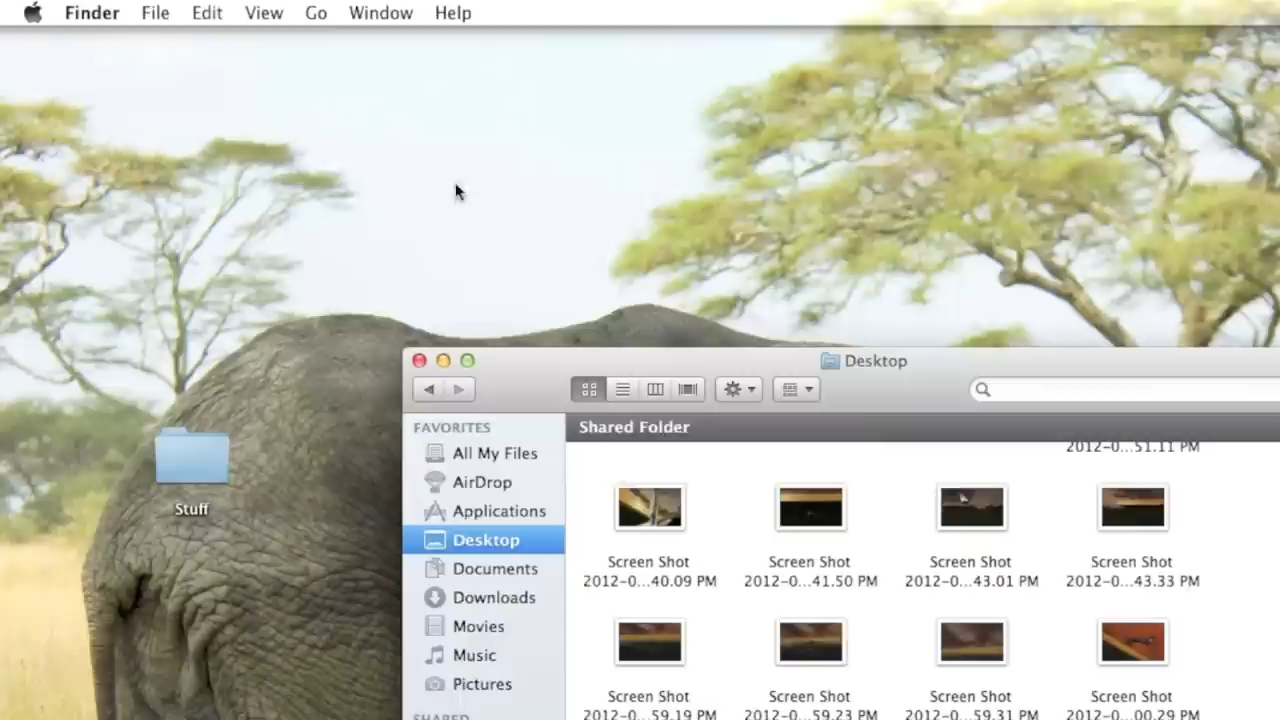 Finder File Edit View Go Window Help
Desktop
FAVORITES
Shared Folder
All My Files
AirDrop
Applications
Desktop
Documents
Downloads
Movies
Music
Pictures
SHARED
Stuff
2012-0...51.11 PM
Screen Shot Screen Shot Screen Shot Screen Shot
2012-0...40.09 PM 2012-0...41.50 PM 2012-0...43.01 PM 2012-0...43.33 PM
Screen Shot Screen Shot Screen Shot Screen Shot
2012-0...59.19 PM 2012-0...59.23 PM 2012-0...59.31 PM 2012-0...00.29 PM